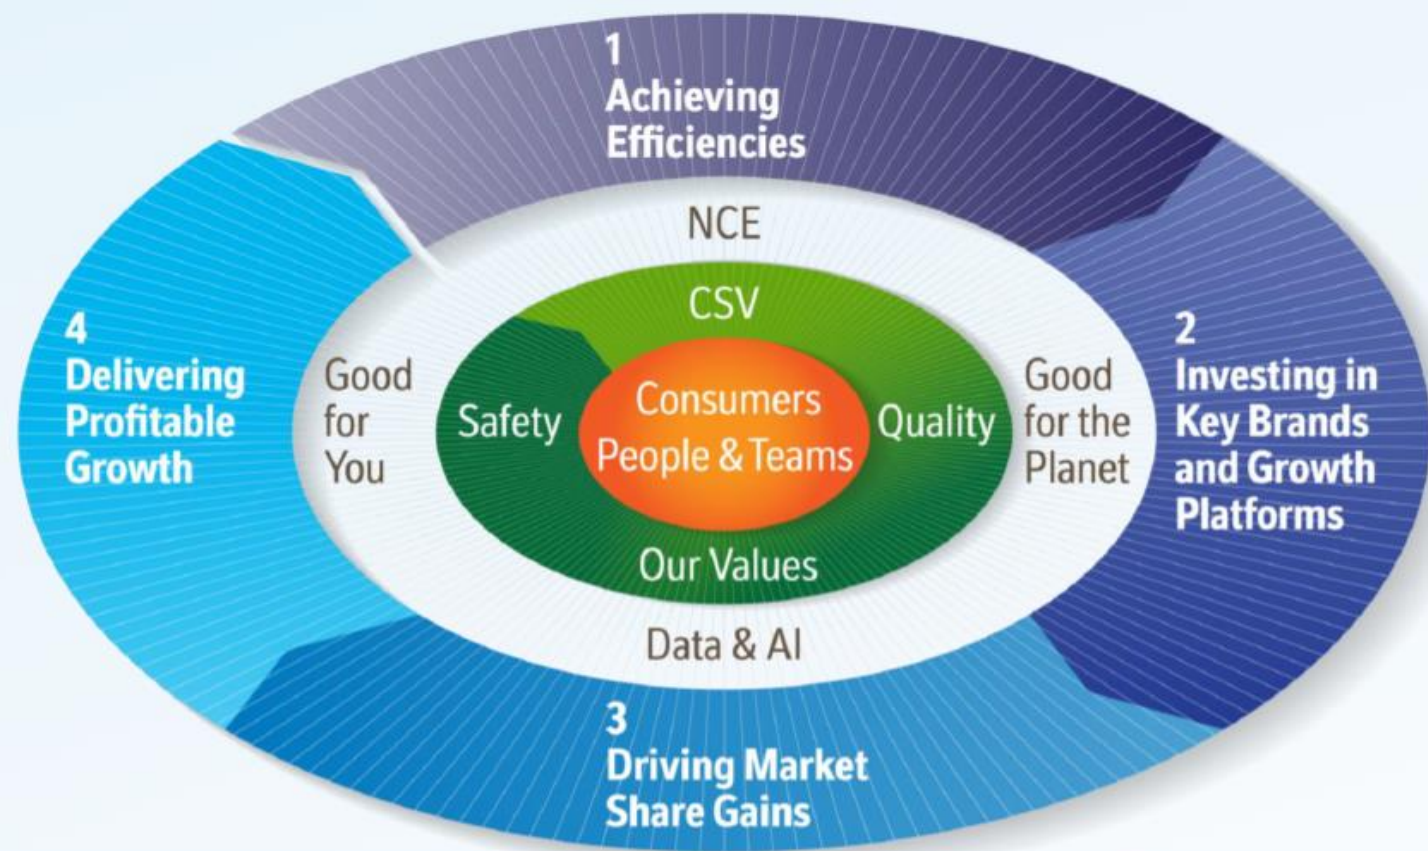 1
Achieving
Efficiencies
NCE
CSV
2
Investing in
Key Brands
and Growth
Platforms
4
Delivering
Profitable
Growth
Good
for
You
Safety
Consumers
People & Teams
Quality
Good
for the
Planet
Our Values
Data & AI
3
Driving Market
Share Gains